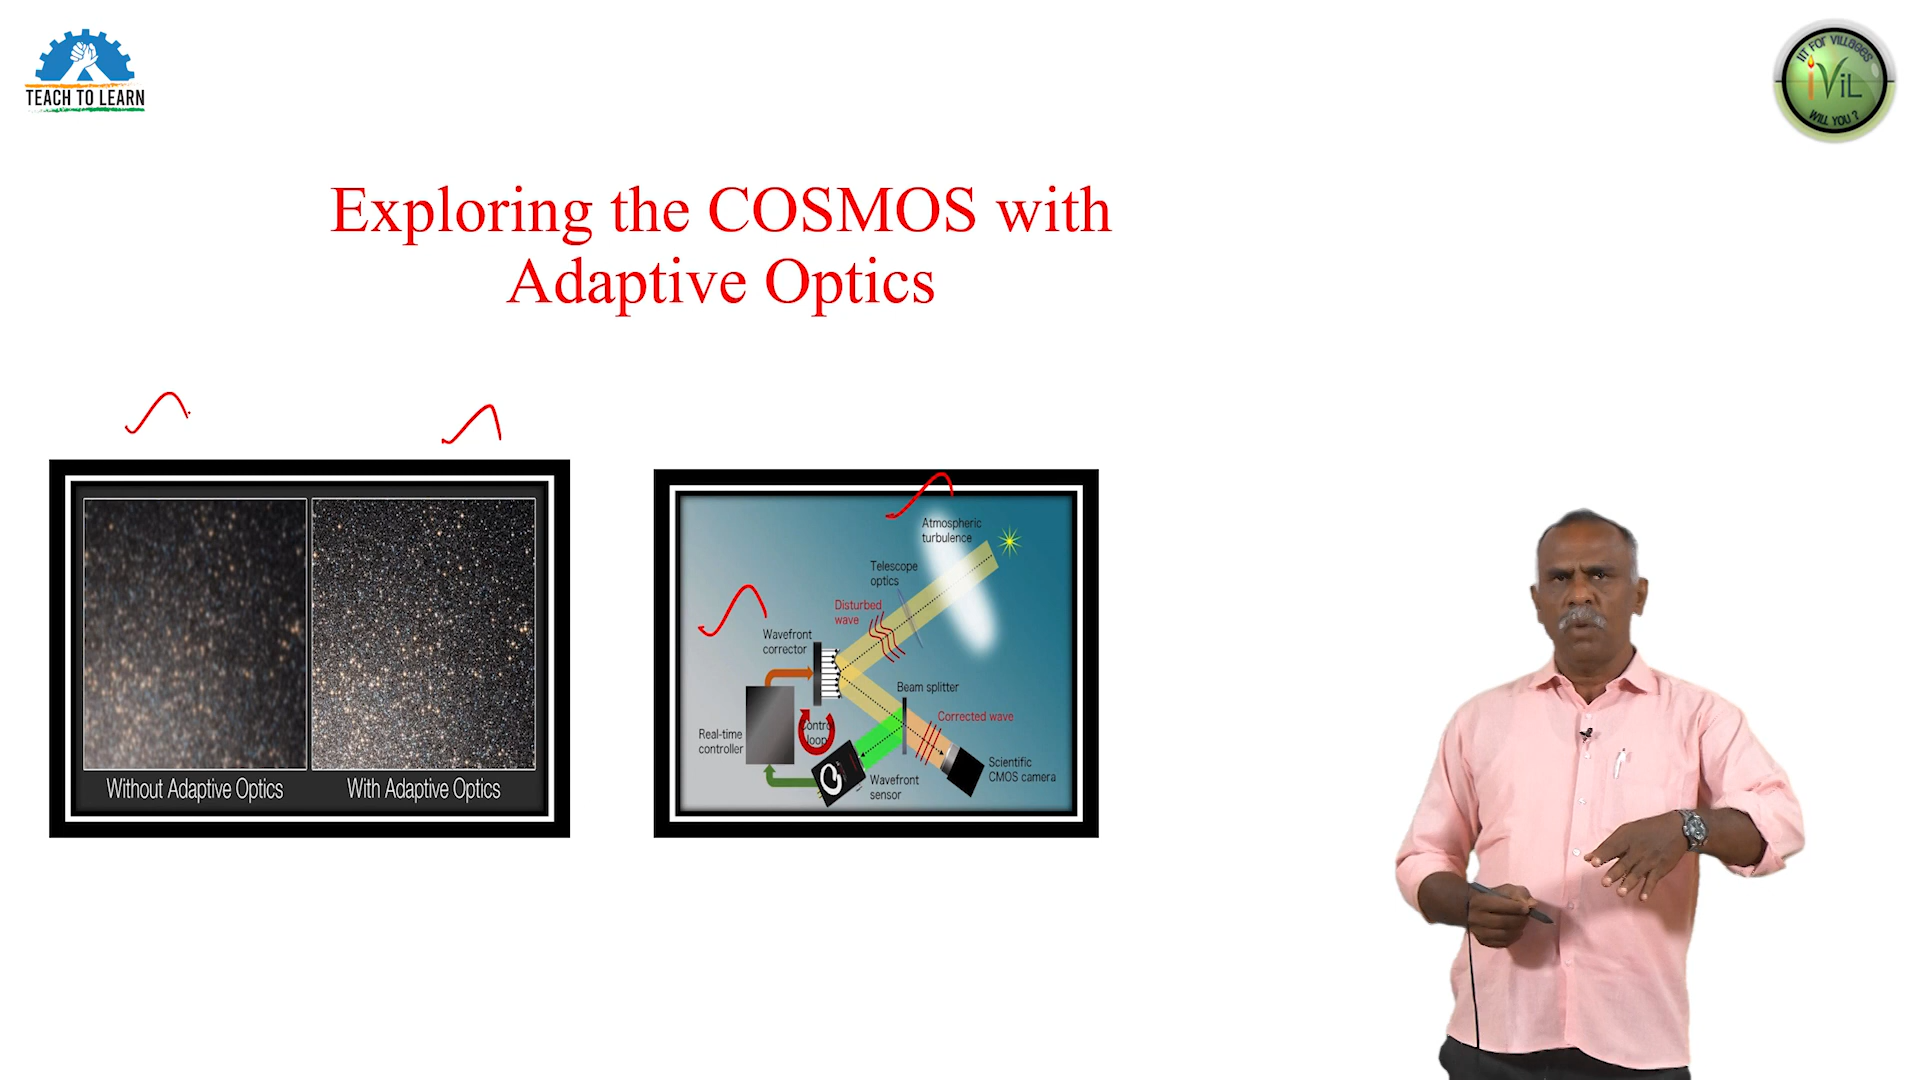 TEACH TO LEARN
IIT FOR VILLAGES
iViL
WILL YOU ?
Exploring the COSMOS with
Adaptive Optics
Without Adaptive Optics
With Adaptive Optics
Atmospheric
turbulence
Telescope
optics
Disturbed
wave
Wavefront
corrector
Beam splitter
Corrected wave
Real-time
controller
Control
loop
Wavefront
sensor
Scientific
CMOS camera